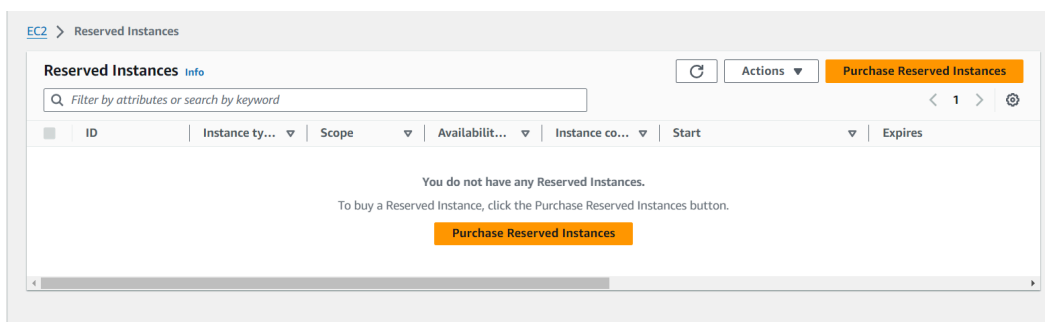 EC2 > Reserved Instances
Reserved Instances Info
Actions
Purchase Reserved Instances
Filter by attributes or search by keyword
< 1 >
ID Instance ty... Scope Availabilit... Instance co... Start Expires
You do not have any Reserved Instances.
To buy a Reserved Instance, click the Purchase Reserved Instances button.
Purchase Reserved Instances